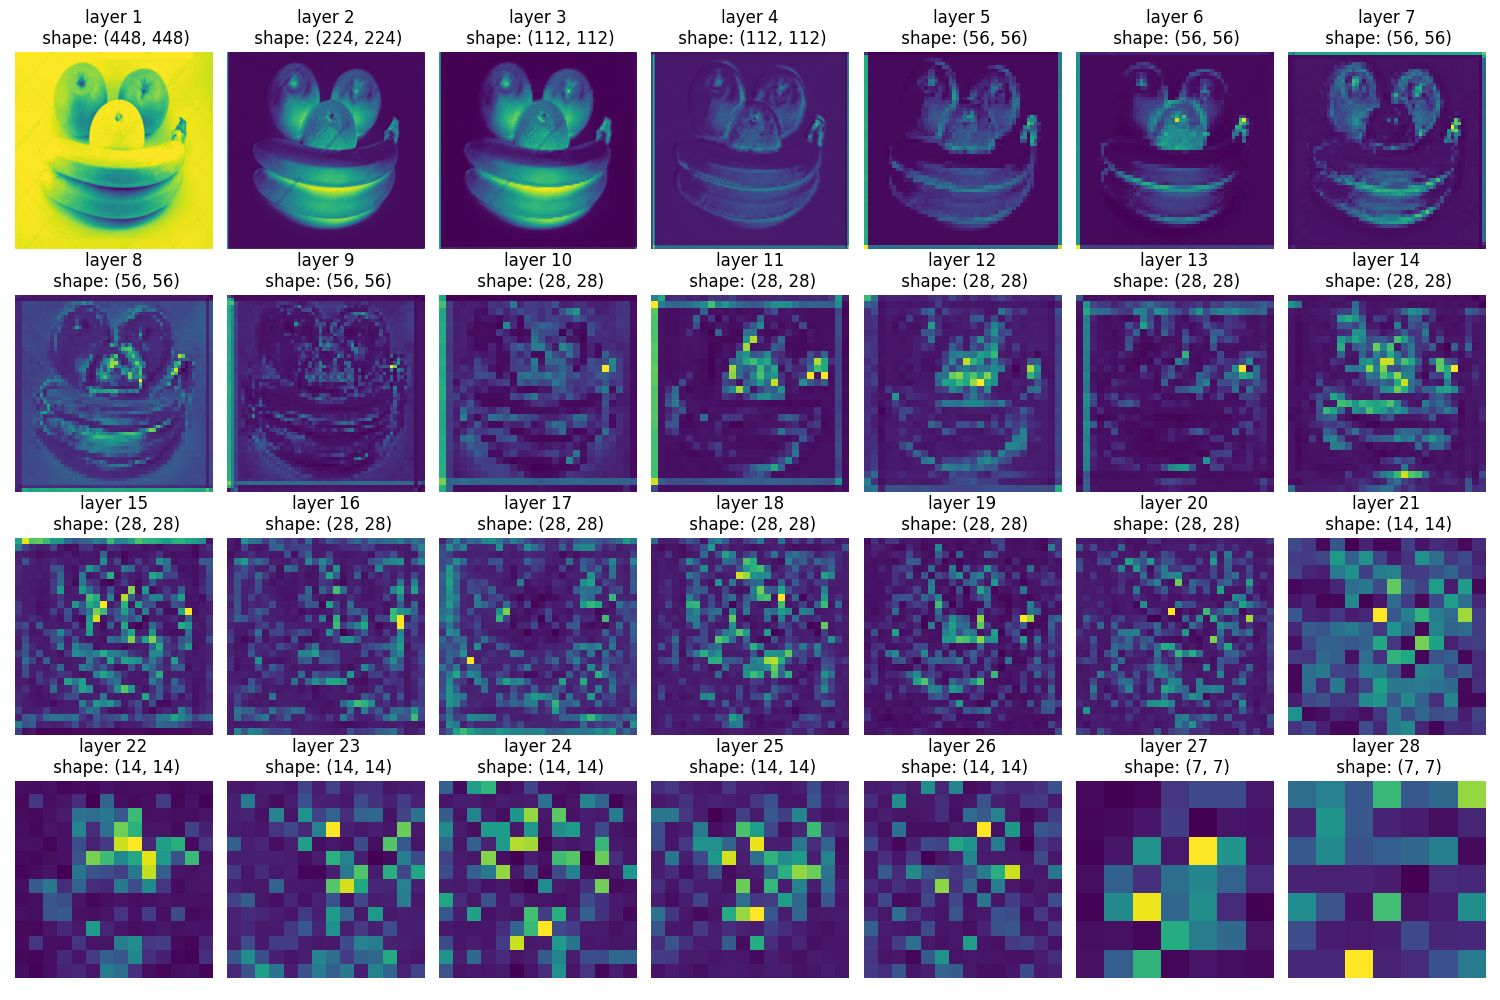 layer 1
shape: (448, 448)
layer 2
shape: (224, 224)
layer 3
shape: (112, 112)
layer 4
shape: (112, 112)
layer 5
shape: (56, 56)
layer 6
shape: (56, 56)
layer 7
shape: (56, 56)
layer 8
shape: (56, 56)
layer 9
shape: (56, 56)
layer 10
shape: (28, 28)
layer 11
shape: (28, 28)
layer 12
shape: (28, 28)
layer 13
shape: (28, 28)
layer 14
shape: (28, 28)
layer 15
shape: (28, 28)
layer 16
shape: (28, 28)
layer 17
shape: (28, 28)
layer 18
shape: (28, 28)
layer 19
shape: (28, 28)
layer 20
shape: (28, 28)
layer 21
shape: (14, 14)
layer 22
shape: (14, 14)
layer 23
shape: (14, 14)
layer 24
shape: (14, 14)
layer 25
shape: (14, 14)
layer 26
shape: (14, 14)
layer 27
shape: (7, 7)
layer 28
shape: (7, 7)